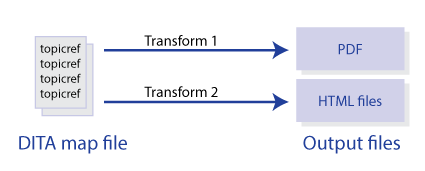 topicref
topicref
topicref
topicref
Transform 1
PDF
Transform 2
HTML files
DITA map file
Output files